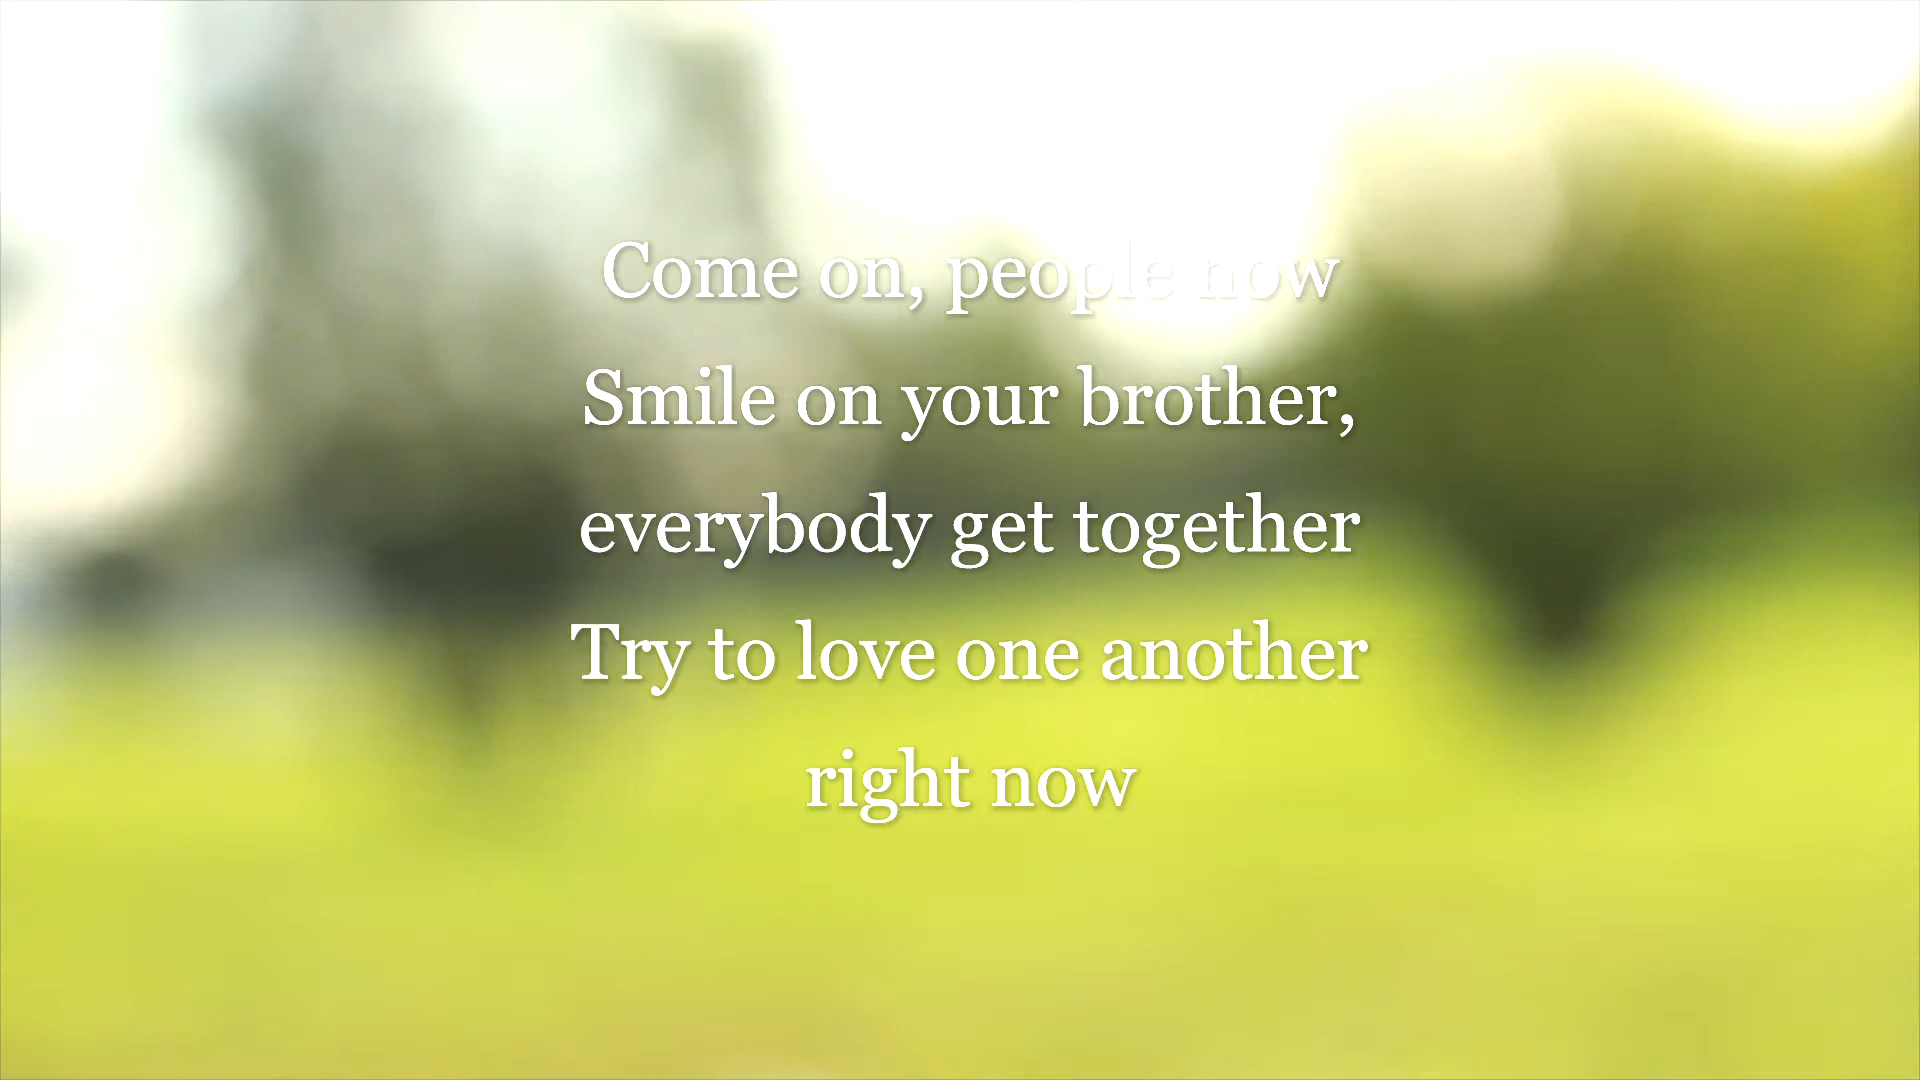 Come on, people now
Smile on your brother,
everybody get together
Try to love one another
right now